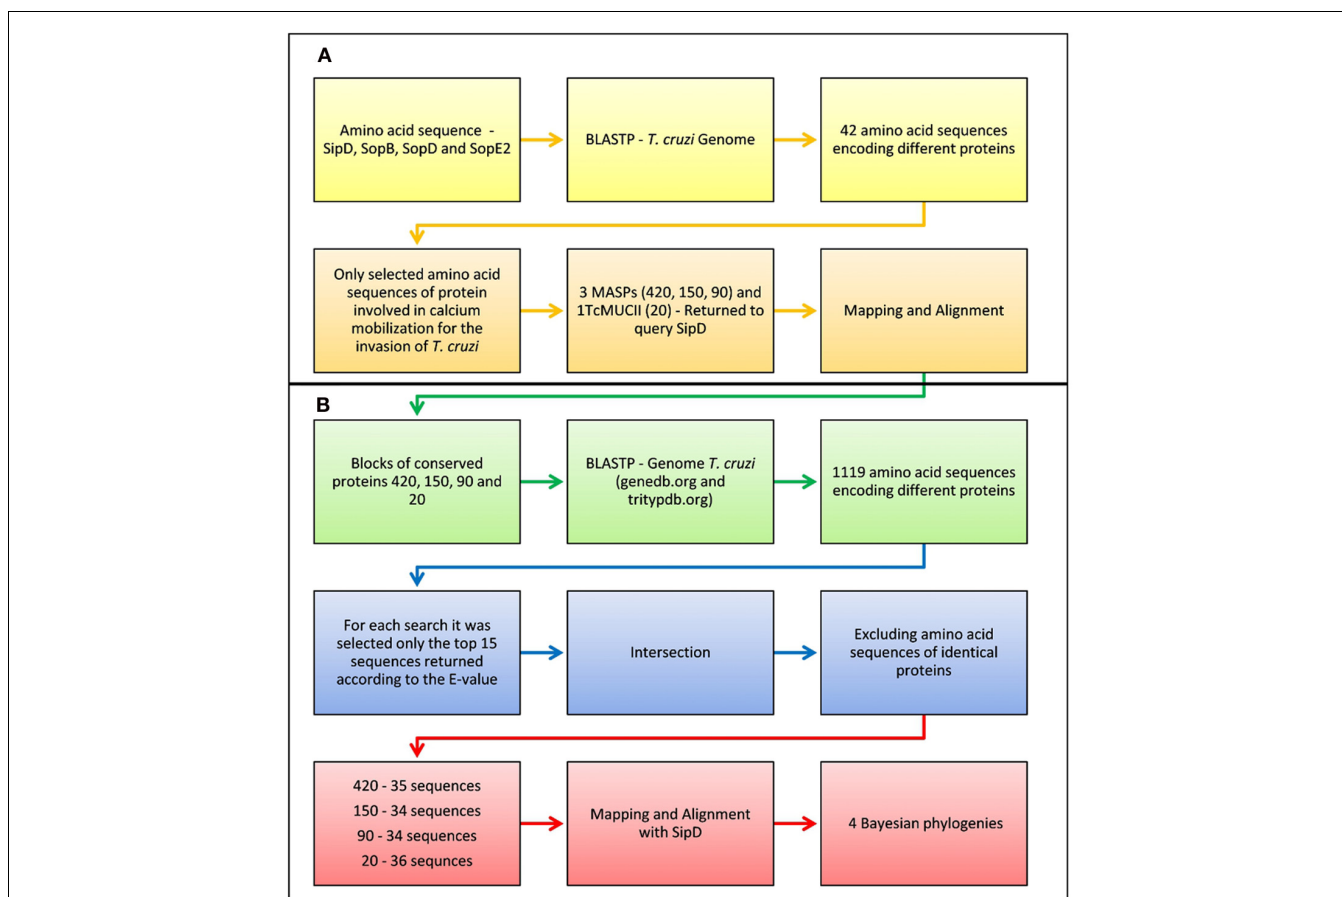 A
Amino acid sequence -
SipD, SopB, SopD and SopE2
BLASTP - T. cruzi Genome
42 amino acid sequences
encoding different proteins
Only selected amino acid
sequences of protein
involved in calcium
mobilization for the
invasion of T. cruzi
3 MASPs (420, 150, 90) and
1TcMUCII (20) - Returned to
query SipD
Mapping and Alignment
B
Blocks of conserved
proteins 420, 150, 90 and
20
BLASTP - Genome T. cruzi
(genedb.org and
tritypdb.org)
1119 amino acid sequences
encoding different proteins
For each search it was
selected only the top 15
sequences returned
according to the E-value
Intersection
Excluding amino acid
sequences of identical
proteins
420 - 35 sequences
150 - 34 sequences
90 - 34 sequences
20 - 36 sequnces
Mapping and Alignment
with SipD
4 Bayesian phylogenies